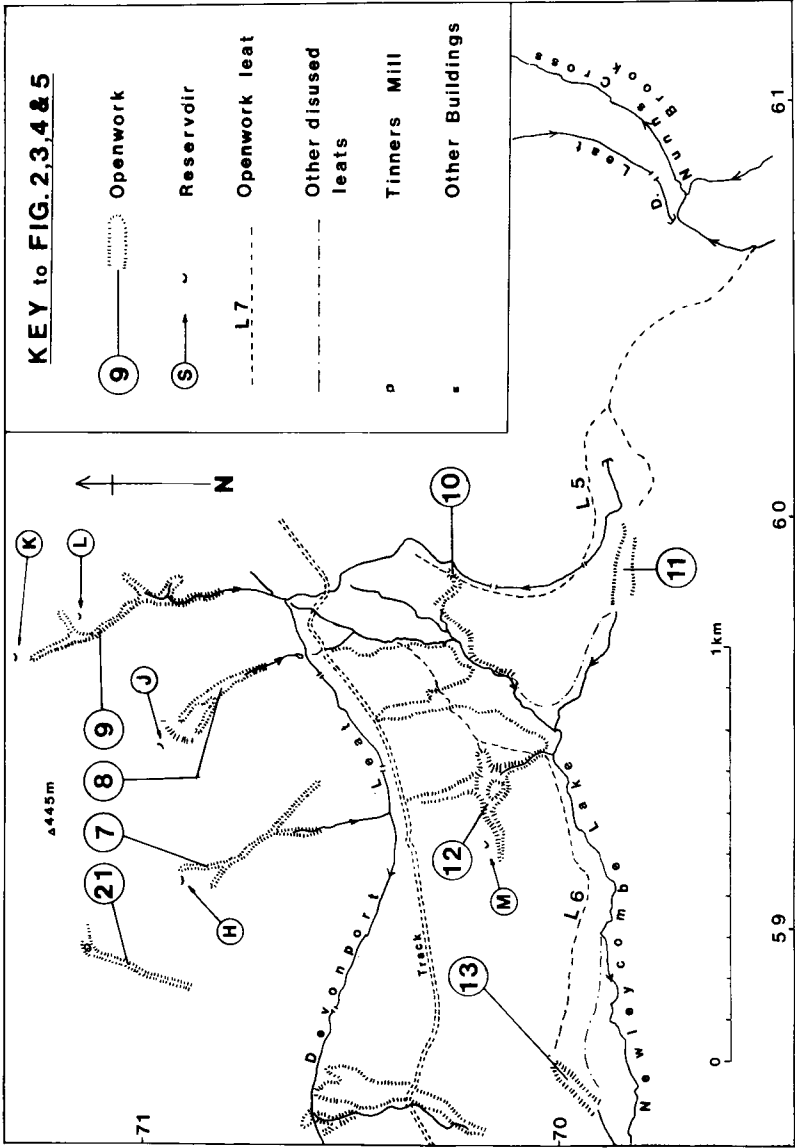 KEY to FIG. 2,3,4 & 5
9 Openwork
S Reservoir
L7 Openwork leat
Other disused
leats
Tinners Mill
Other Buildings
K
L
N
J
9
8
7
21
H
△445m
71
Devonport Leat
Track
10
L5
11
12
M
L6
13
Newleycombe Lake
70
D. Leat
Nuns Cross
Brook
0
1km
59
60
61